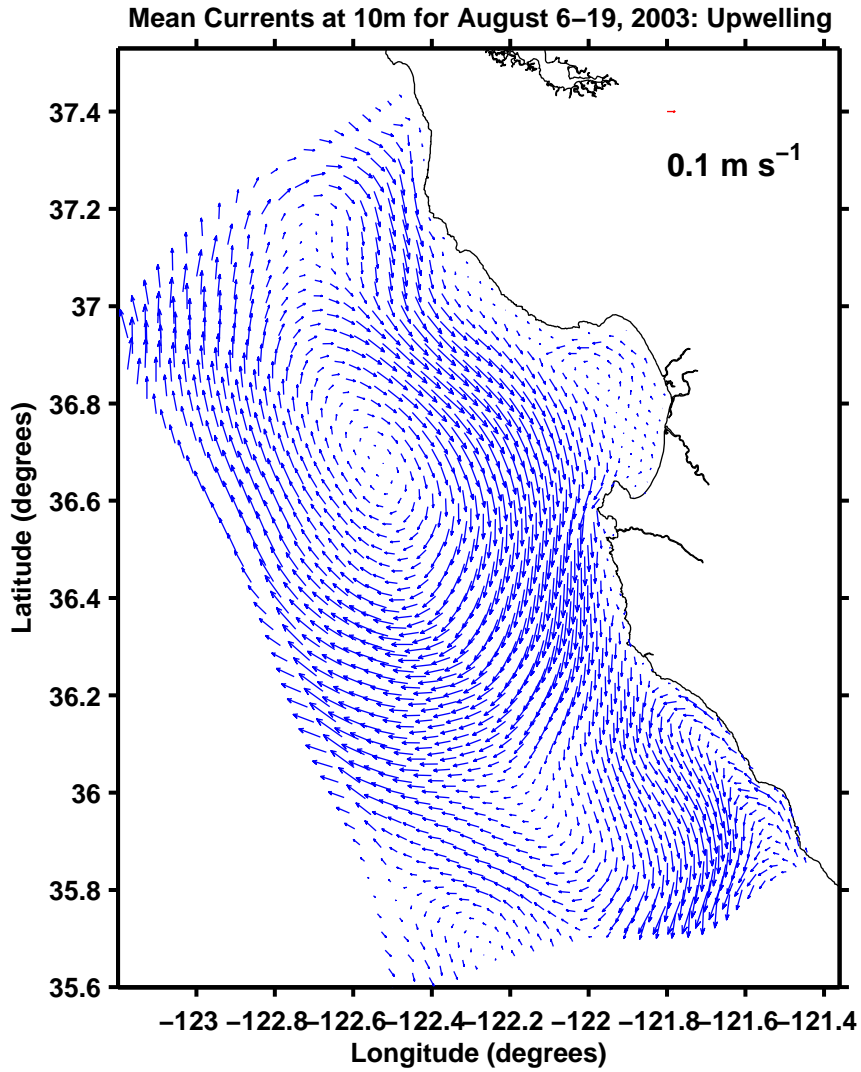 Mean Currents at 10m for August 6–19, 2003: Upwelling
37.4
0.1 m s⁻¹
37.2
37
36.8
36.6
36.4
36.2
36
35.8
35.6
Latitude (degrees)
−123 −122.8 −122.6 −122.4 −122.2 −122 −121.8 −121.6 −121.4
Longitude (degrees)